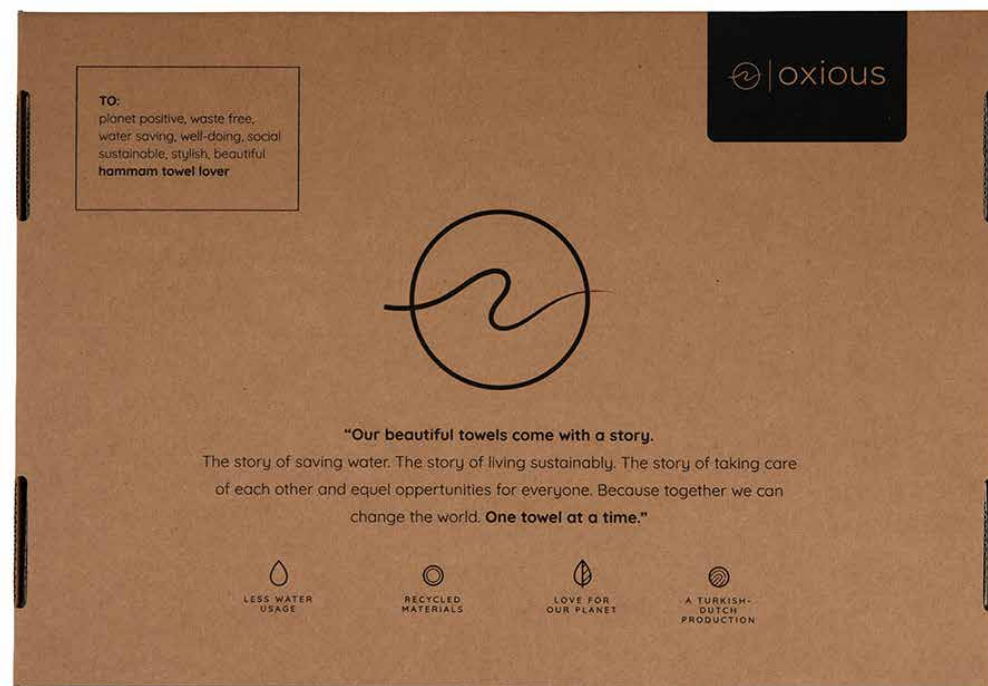 oxious
TO:
planet positive, waste free,
water saving, well-doing, social
sustainable, stylish, beautiful
hammam towel lover
"Our beautiful towels come with a story.
The story of saving water. The story of living sustainably. The story of taking care
of each other and equel oppertunities for everyone. Because together we can
change the world. One towel at a time."
LESS WATER
USAGE
RECYCLED
MATERIALS
LOVE FOR
OUR PLANET
A TURKISH-
DUTCH
PRODUCTION